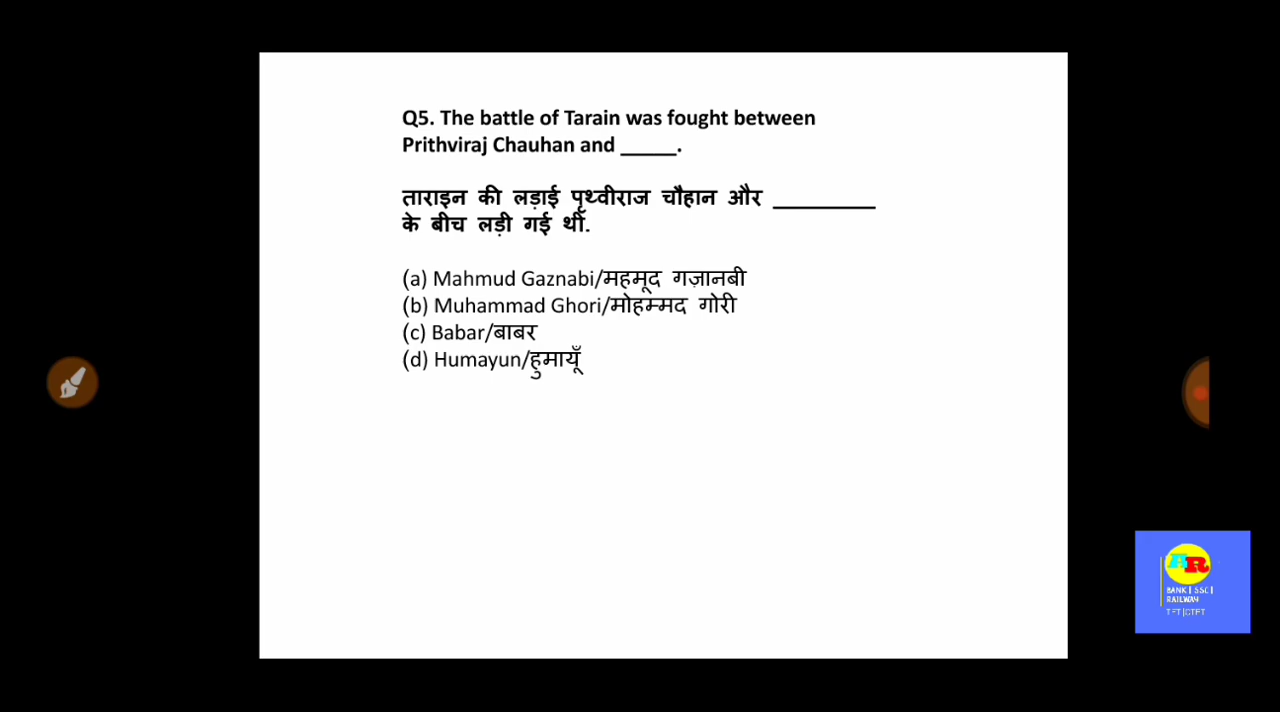 Q5. The battle of Tarain was fought between
Prithviraj Chauhan and _____.
ताराइन की लड़ाई पृथ्वीराज चौहान और _________
के बीच लड़ी गई थी.
(a) Mahmud Gaznabi/महमूद गज़ानबी
(b) Muhammad Ghori/मोहम्मद गोरी
(c) Babar/बाबर
(d) Humayun/हुमायूँ
AR
BANK | SSC |
RAILWAY
TET |CTET